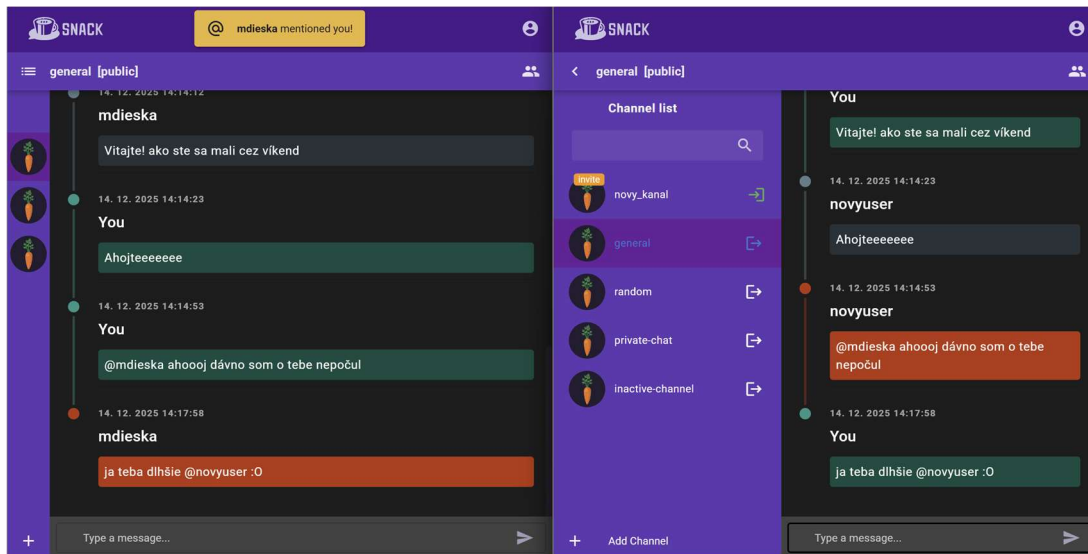 SNACK
@ mdieska mentioned you!
general [public]
14. 12. 2025 14:14:12
mdieska
Vitajte! ako ste sa mali cez víkend
14. 12. 2025 14:14:23
You
Ahojteeeeeee
14. 12. 2025 14:14:53
You
@mdieska ahoooj dávno som o tebe nepočul
14. 12. 2025 14:17:58
mdieska
ja teba dlhšie @novyuser :O
+
Type a message...
SNACK
general [public]
Channel list
invite
novy_kanal
general
random
private-chat
inactive-channel
+ Add Channel
You
Vitajte! ako ste sa mali cez víkend
14. 12. 2025 14:14:23
novyuser
Ahojteeeeeee
14. 12. 2025 14:14:53
novyuser
@mdieska ahoooj dávno som o tebe
nepočul
14. 12. 2025 14:17:58
You
ja teba dlhšie @novyuser :O
Type a message...